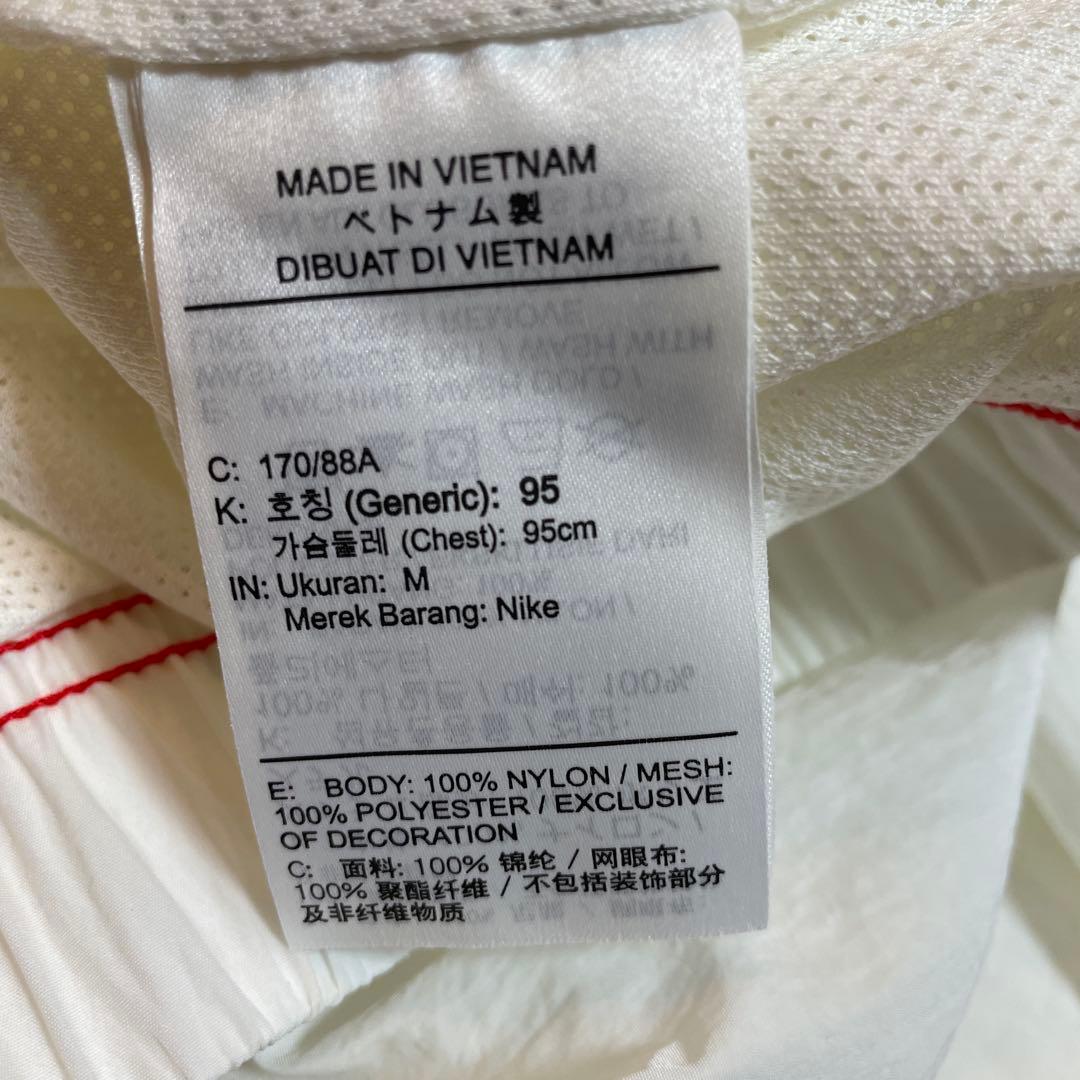 MADE IN VIETNAM
ベトナム製
DIBUAT DI VIETNAM
C: 170/88A
K: 호칭 (Generic): 95
가슴둘레 (Chest): 95cm
IN: Ukuran: M
Merek Barang: Nike
E: BODY: 100% NYLON / MESH:
100% POLYESTER / EXCLUSIVE
OF DECORATION
C: 面料: 100% 锦纶 / 网眼布:
100% 聚酯纤维 / 不包括装饰部分
及非纤维物质